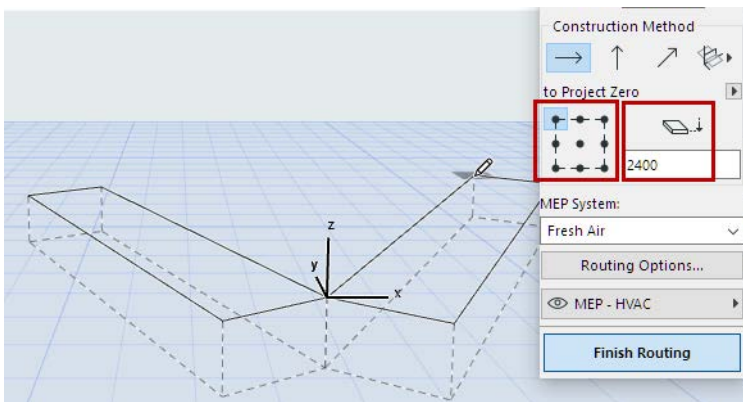 Construction Method
to Project Zero
2400
MEP System:
Fresh Air
Routing Options...
MEP - HVAC
Finish Routing
z
y
x